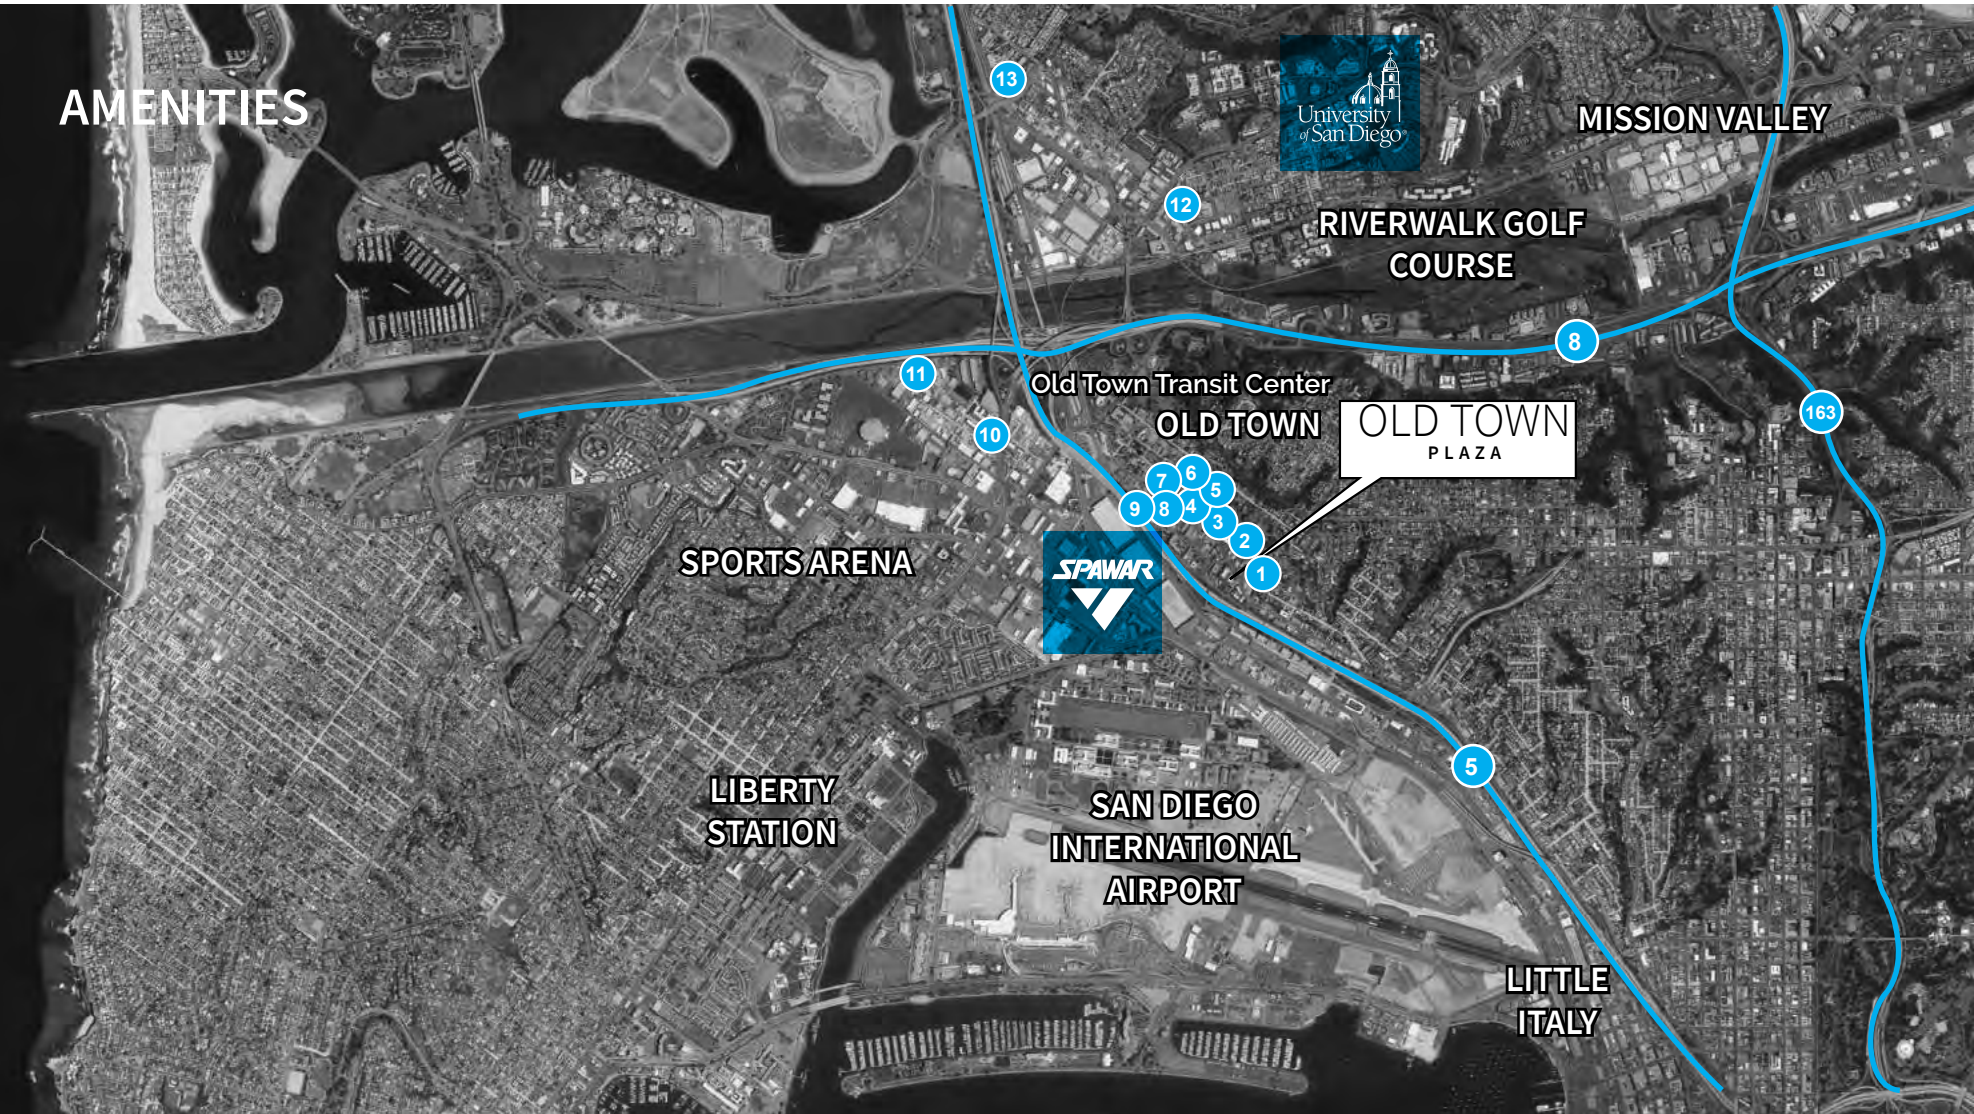 AMENITIES
13
University
of San Diego®
MISSION VALLEY
12
RIVERWALK GOLF
COURSE
8
11
Old Town Transit Center
OLD TOWN
OLD TOWN
PLAZA
163
10
7
6
5
9
8
4
3
2
1
SPORTS ARENA
SPAWAR
5
LIBERTY
STATION
SAN DIEGO
INTERNATIONAL
AIRPORT
LITTLE
ITALY